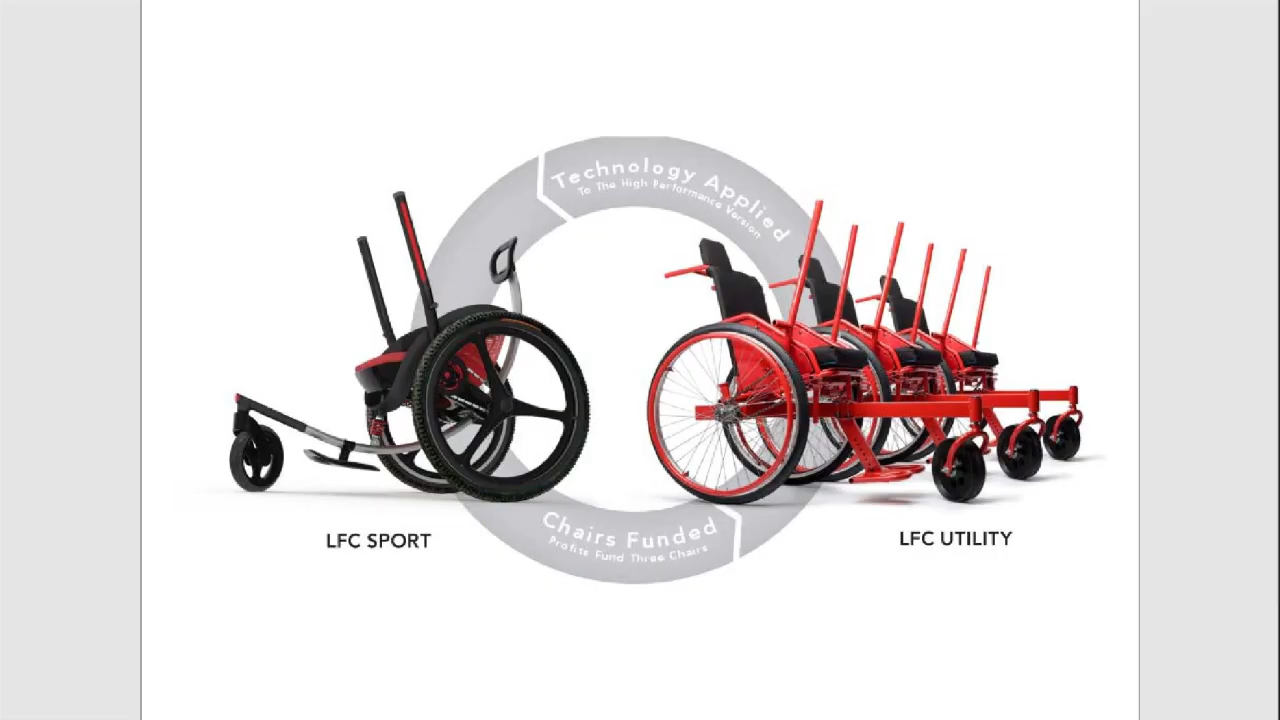 Technology Applied
To The High Performance Version
Chairs Funded
Profits Fund Three Chairs
LFC SPORT
LFC UTILITY